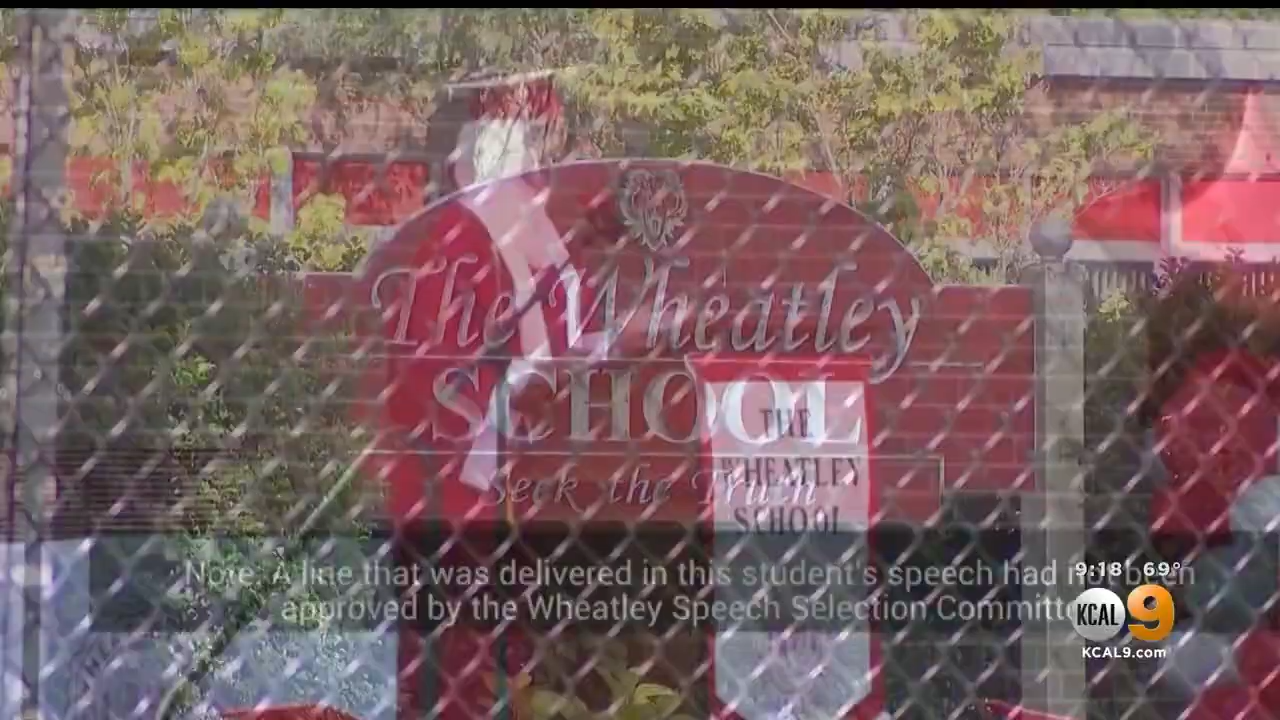 The Wheatley
SCHOOL
Seek the Truth
THE
WHEATLEY
SCHOOL
Note: A line that was delivered in this student's speech had not been
approved by the Wheatley Speech Selection
9:18 69°
KCAL 9
KCAL9.com